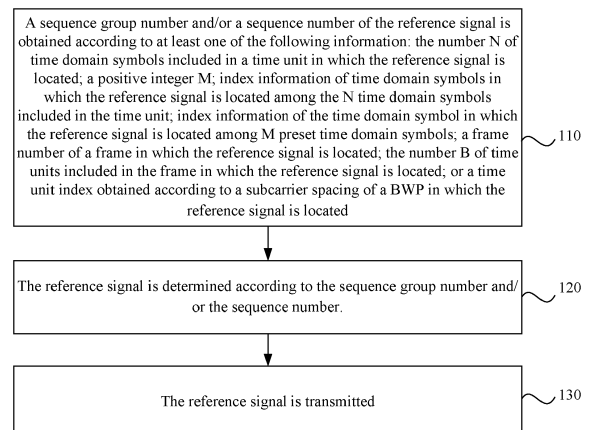 A sequence group number and/or a sequence number of the reference signal is
obtained according to at least one of the following information: the number N of
time domain symbols included in a time unit in which the reference signal is
located; a positive integer M; index information of time domain symbols in
which the reference signal is located among the N time domain symbols
included in the time unit; index information of the time domain symbol in which
the reference signal is located among M preset time domain symbols; a frame
number of a frame in which the reference signal is located; the number B of time
units included in the frame in which the reference signal is located; or a time
unit index obtained according to a subcarrier spacing of a BWP in which the
reference signal is located
110
The reference signal is determined according to the sequence group number and/
or the sequence number.
120
The reference signal is transmitted
130